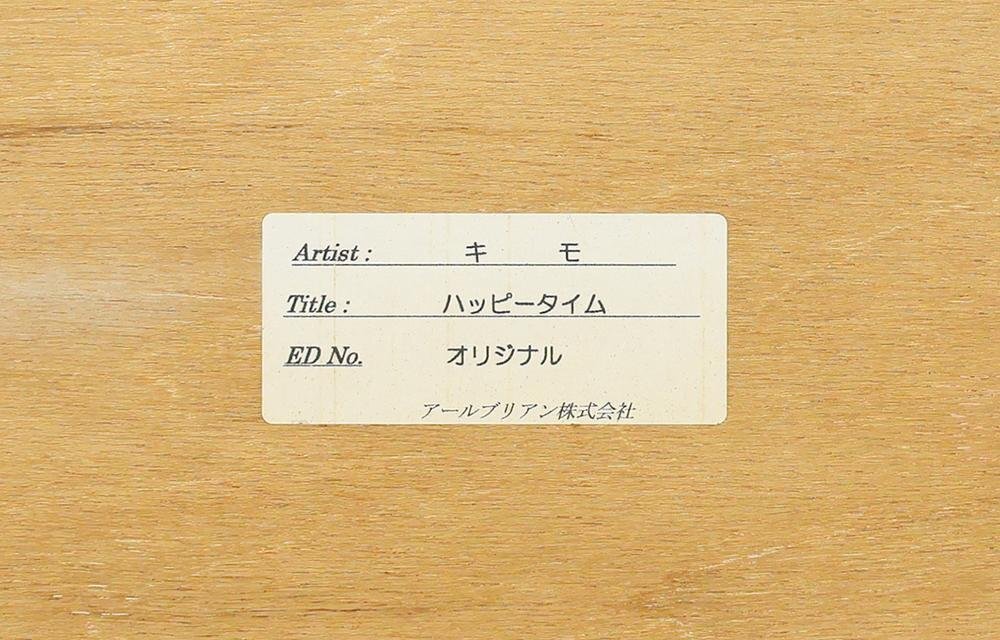 Artist : キ モ
Title : ハッピータイム
ED No. オリジナル
アールブリアン株式会社